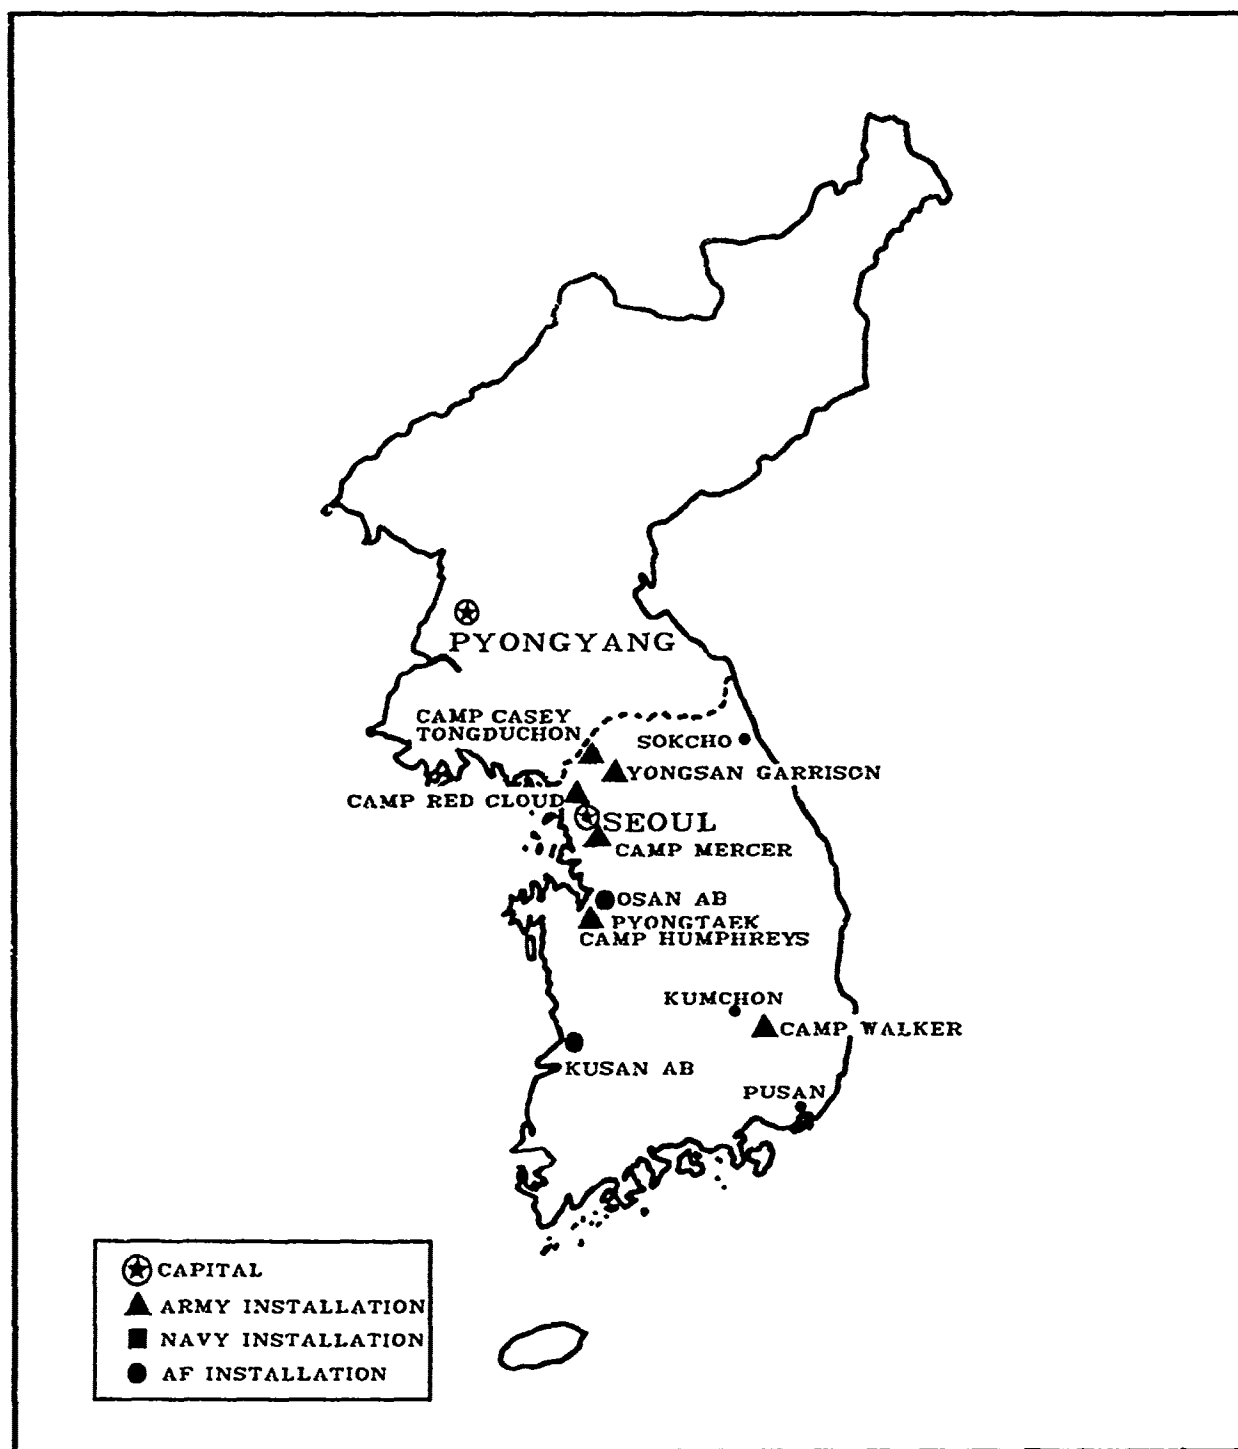 PYONGYANG
CAMP CASEY
TONGDUCHON
SOKCHO
YONGSAN GARRISON
CAMP RED CLOUD
SEOUL
CAMP MERCER
OSAN AB
PYONGTAEK
CAMP HUMPHREYS
KUMCHON
CAMP WALKER
KUSAN AB
PUSAN
CAPITAL
ARMY INSTALLATION
NAVY INSTALLATION
AF INSTALLATION